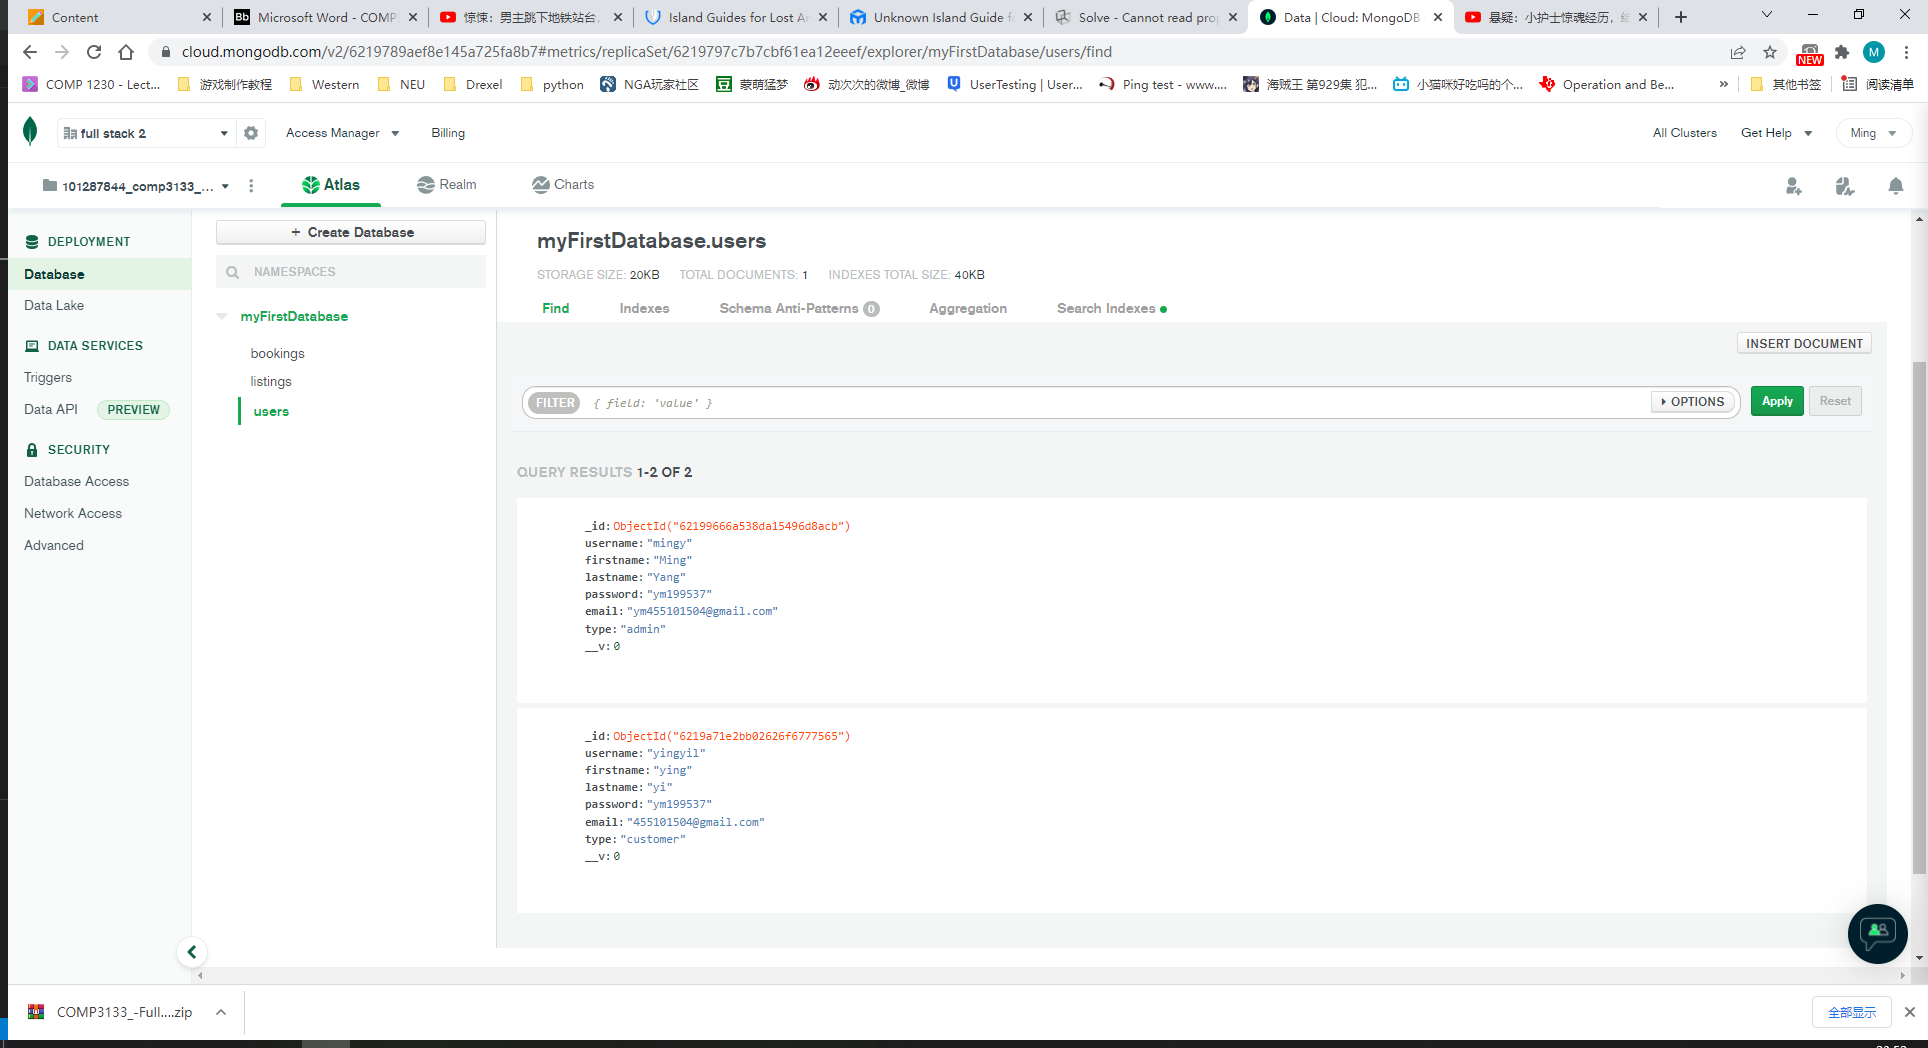 Content
Microsoft Word - COMP
惊悚：男主跳下地铁站台，
Island Guides for Lost Ar
Unknown Island Guide fo
Solve - Cannot read prop
Data | Cloud: MongoDB
悬疑：小护士惊魂经历，
cloud.mongodb.com/v2/6219789aef8e145a725fa8b7#metrics/replicaSet/6219797c7b7cbf61ea12eeef/explorer/myFirstDatabase/users/find
NEW
M
COMP 1230 - Lect...
游戏制作教程
Western
NEU
Drexel
python
NGA玩家社区
蒙萌猛梦
动次次的微博_微博
UserTesting | User...
Ping test - www....
海贼王 第929集 犯...
小猫咪好吃吗的个...
Operation and Be...
»
其他书签
阅读清单
full stack 2
Access Manager
Billing
All Clusters
Get Help
Ming
101287844_comp3133_...
Atlas
Realm
Charts
DEPLOYMENT
Database
Data Lake
DATA SERVICES
Triggers
Data API PREVIEW
SECURITY
Database Access
Network Access
Advanced
+ Create Database
NAMESPACES
myFirstDatabase
bookings
listings
users
myFirstDatabase.users
STORAGE SIZE: 20KB TOTAL DOCUMENTS: 1 INDEXES TOTAL SIZE: 40KB
Find Indexes Schema Anti-Patterns 0 Aggregation Search Indexes
INSERT DOCUMENT
FILTER { field: 'value' } OPTIONS Apply Reset
QUERY RESULTS 1-2 OF 2
_id: ObjectId("62199666a538da15496d8acb")
username: "mingy"
firstname: "Ming"
lastname: "Yang"
password: "ym199537"
email: "ym455101504@gmail.com"
type: "admin"
__v: 0
_id: ObjectId("6219a71e2bb02626f6777565")
username: "yingyil"
firstname: "ying"
lastname: "yi"
password: "ym199537"
email: "455101504@gmail.com"
type: "customer"
__v: 0
COMP3133_-Full....zip
全部显示